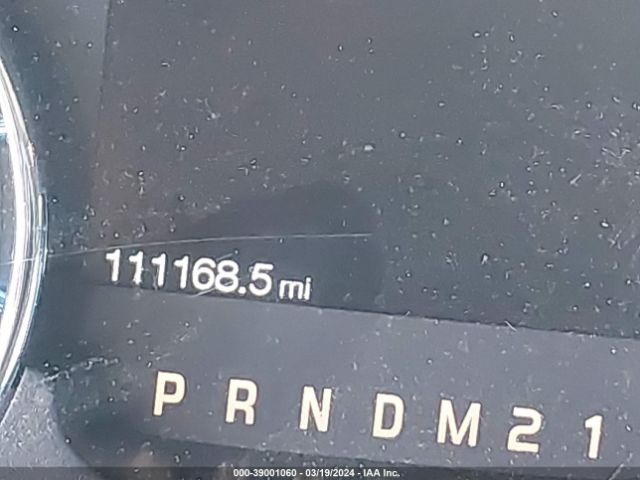 111168.5 mi
P R N D M 2 1
000-39001060 - 03/19/2024 - IAA Inc.